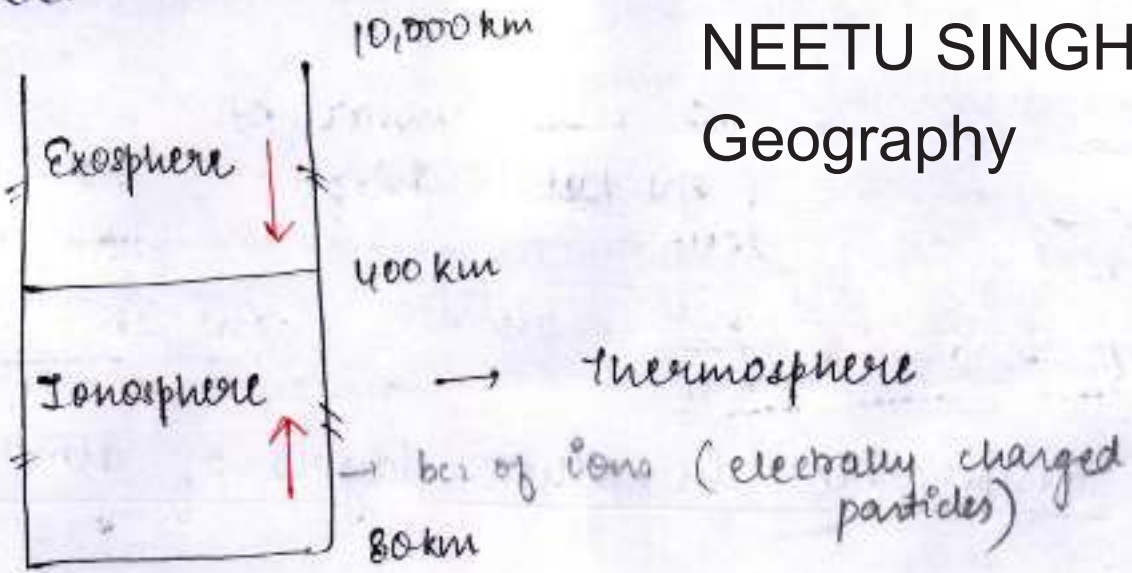 10,000 km
NEETU SINGH
Geography
Exosphere
400 km
Ionosphere → Thermosphere
→ bcz of ions (electrally charged
particles)
80 km